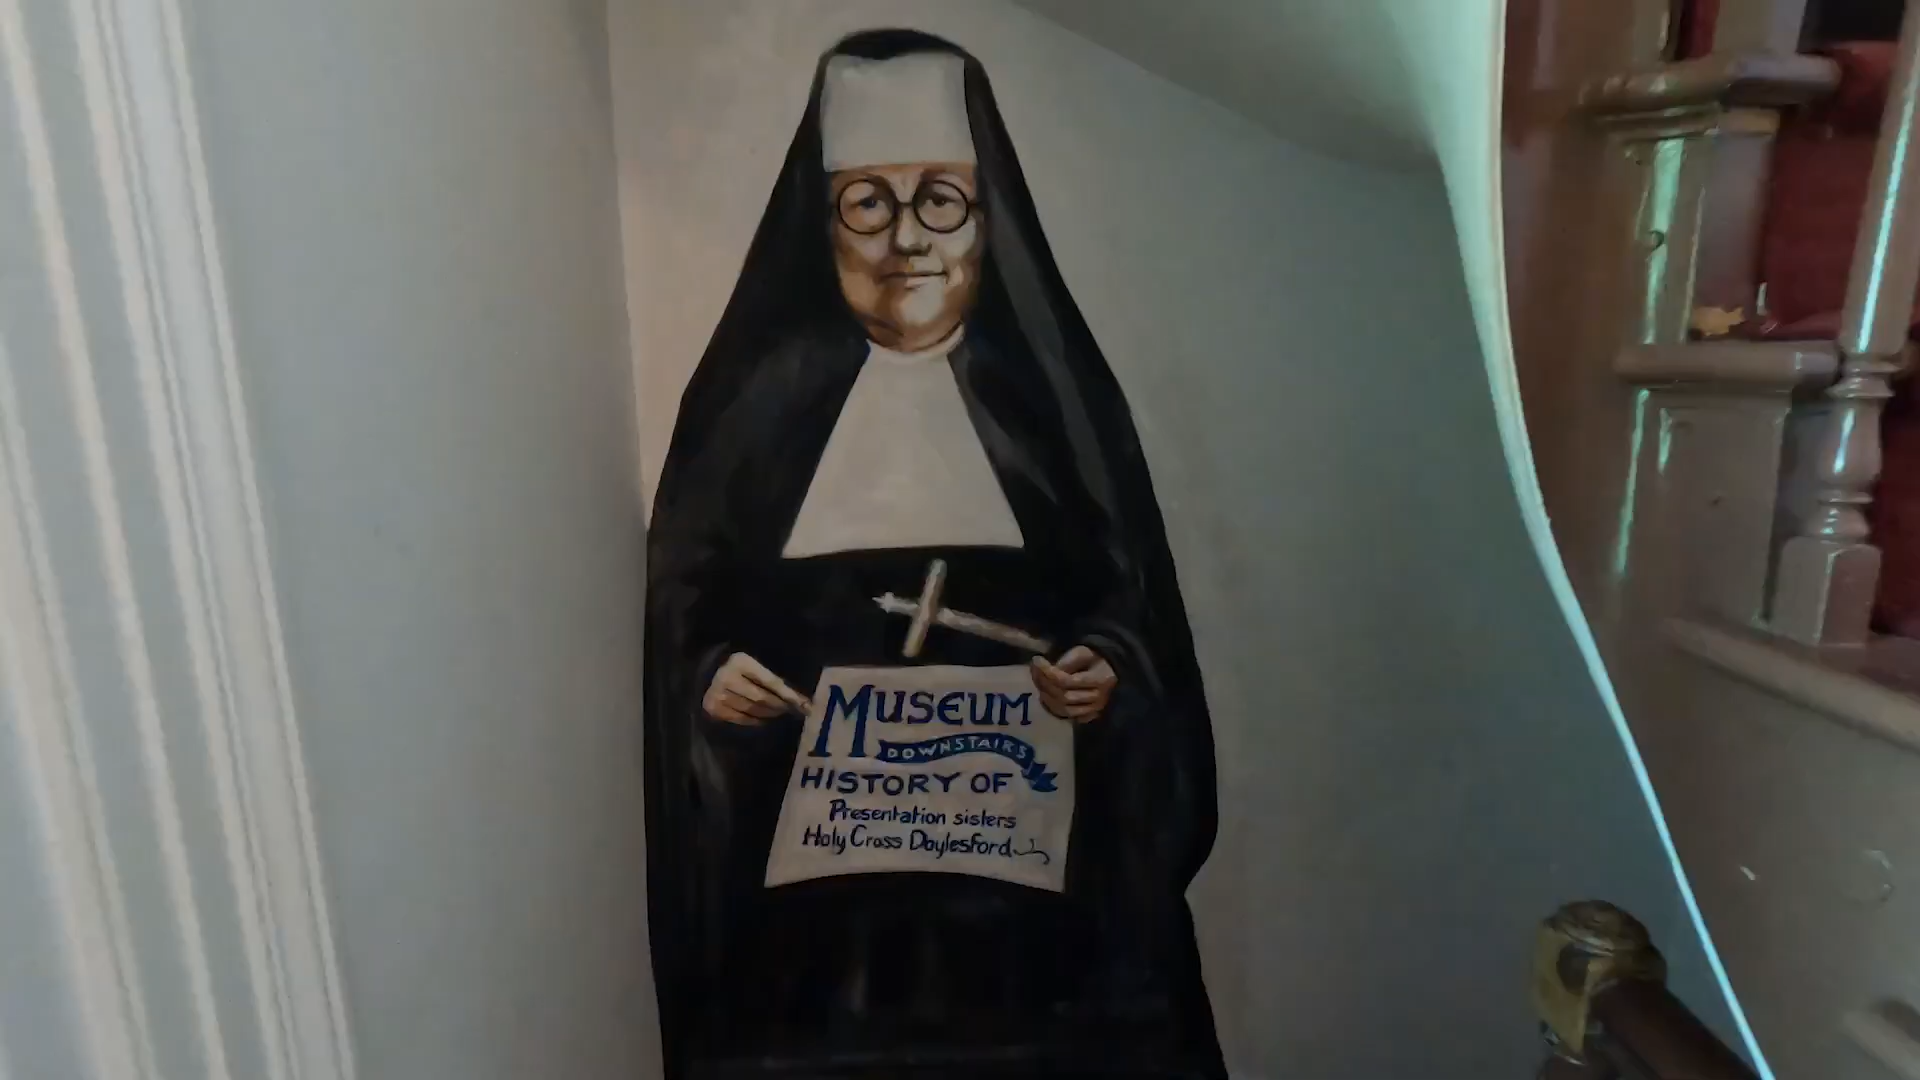 MUSEUM
DOWNSTAIRS
HISTORY OF
Presentation sisters
Holy Cross Daylesford